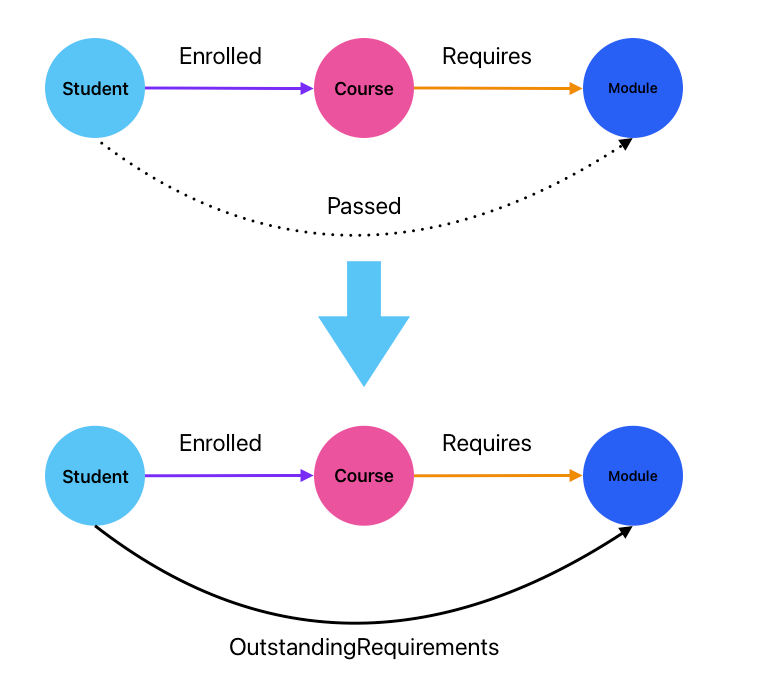 Enrolled
Requires
Student
Course
Module
Passed
Enrolled
Requires
Student
Course
Module
OutstandingRequirements